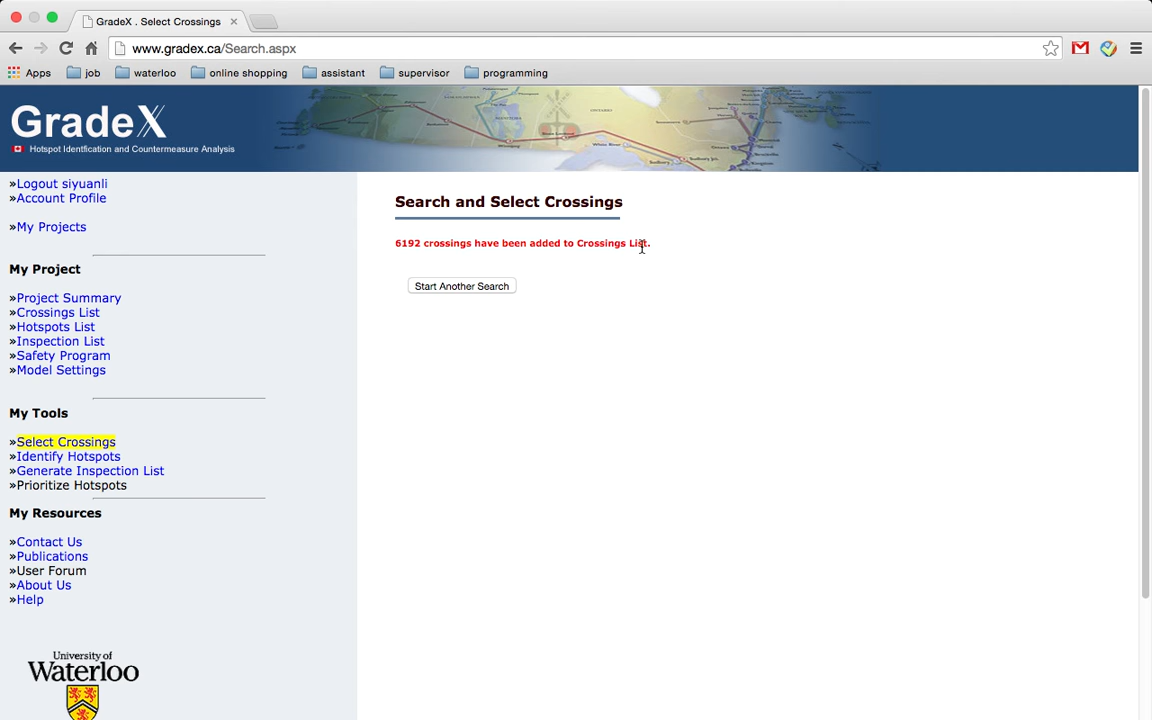 GradeX . Select Crossings
www.gradex.ca/Search.aspx
Apps job waterloo online shopping assistant supervisor programming
GradeX
Hotspot Identfication and Countermeasure Analysis
»Logout siyuanli
»Account Profile
»My Projects
My Project
»Project Summary
»Crossings List
»Hotspots List
»Inspection List
»Safety Program
»Model Settings
My Tools
»Select Crossings
»Identify Hotspots
»Generate Inspection List
»Prioritize Hotspots
My Resources
»Contact Us
»Publications
»User Forum
»About Us
»Help
University of
Waterloo
Search and Select Crossings
6192 crossings have been added to Crossings List.
Start Another Search